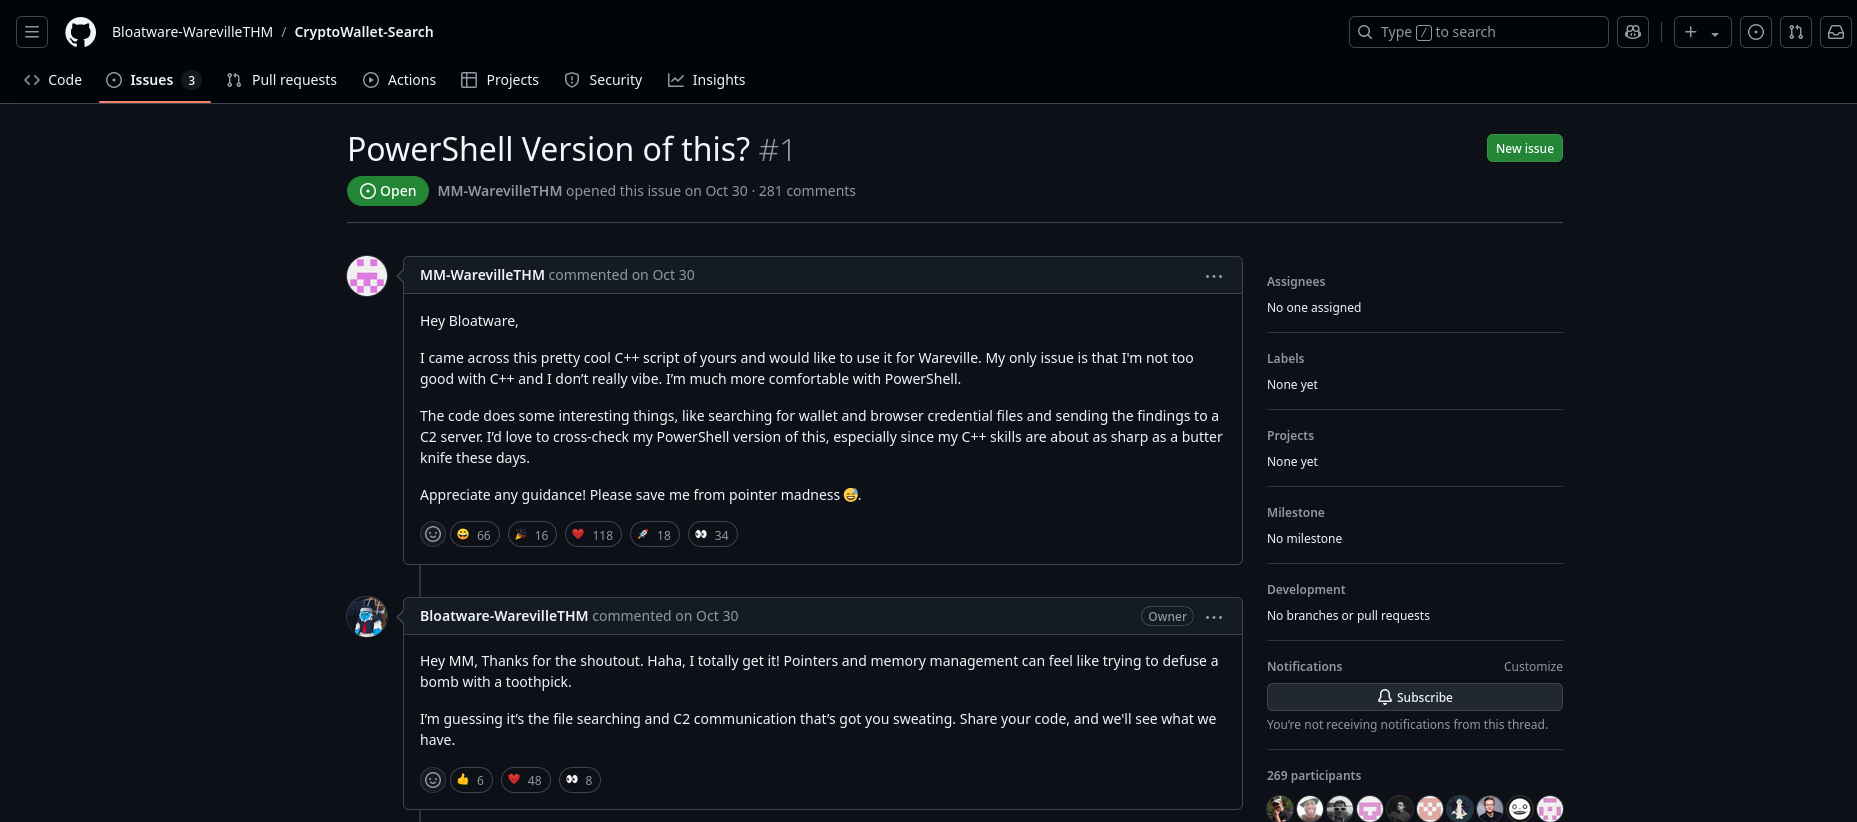 Bloatware-WarevilleTHM / CryptoWallet-Search
Type / to search
Code
Issues 3
Pull requests
Actions
Projects
Security
Insights
PowerShell Version of this? #1
New issue
Open
MM-WarevilleTHM opened this issue on Oct 30 · 281 comments
MM-WarevilleTHM commented on Oct 30
Hey Bloatware,
I came across this pretty cool C++ script of yours and would like to use it for Wareville. My only issue is that I'm not too
good with C++ and I don’t really vibe. I’m much more comfortable with PowerShell.
The code does some interesting things, like searching for wallet and browser credential files and sending the findings to a
C2 server. I’d love to cross-check my PowerShell version of this, especially since my C++ skills are about as sharp as a butter
knife these days.
Appreciate any guidance! Please save me from pointer madness 😅.
😄 66
🎉 16
❤️ 118
🚀 18
👀 34
Bloatware-WarevilleTHM commented on Oct 30
Owner
Hey MM, Thanks for the shoutout. Haha, I totally get it! Pointers and memory management can feel like trying to defuse a
bomb with a toothpick.
I’m guessing it’s the file searching and C2 communication that’s got you sweating. Share your code, and we'll see what we
have.
👍 6
❤️ 48
👀 8
Assignees
No one assigned
Labels
None yet
Projects
None yet
Milestone
No milestone
Development
No branches or pull requests
Notifications
Customize
Subscribe
You’re not receiving notifications from this thread.
269 participants